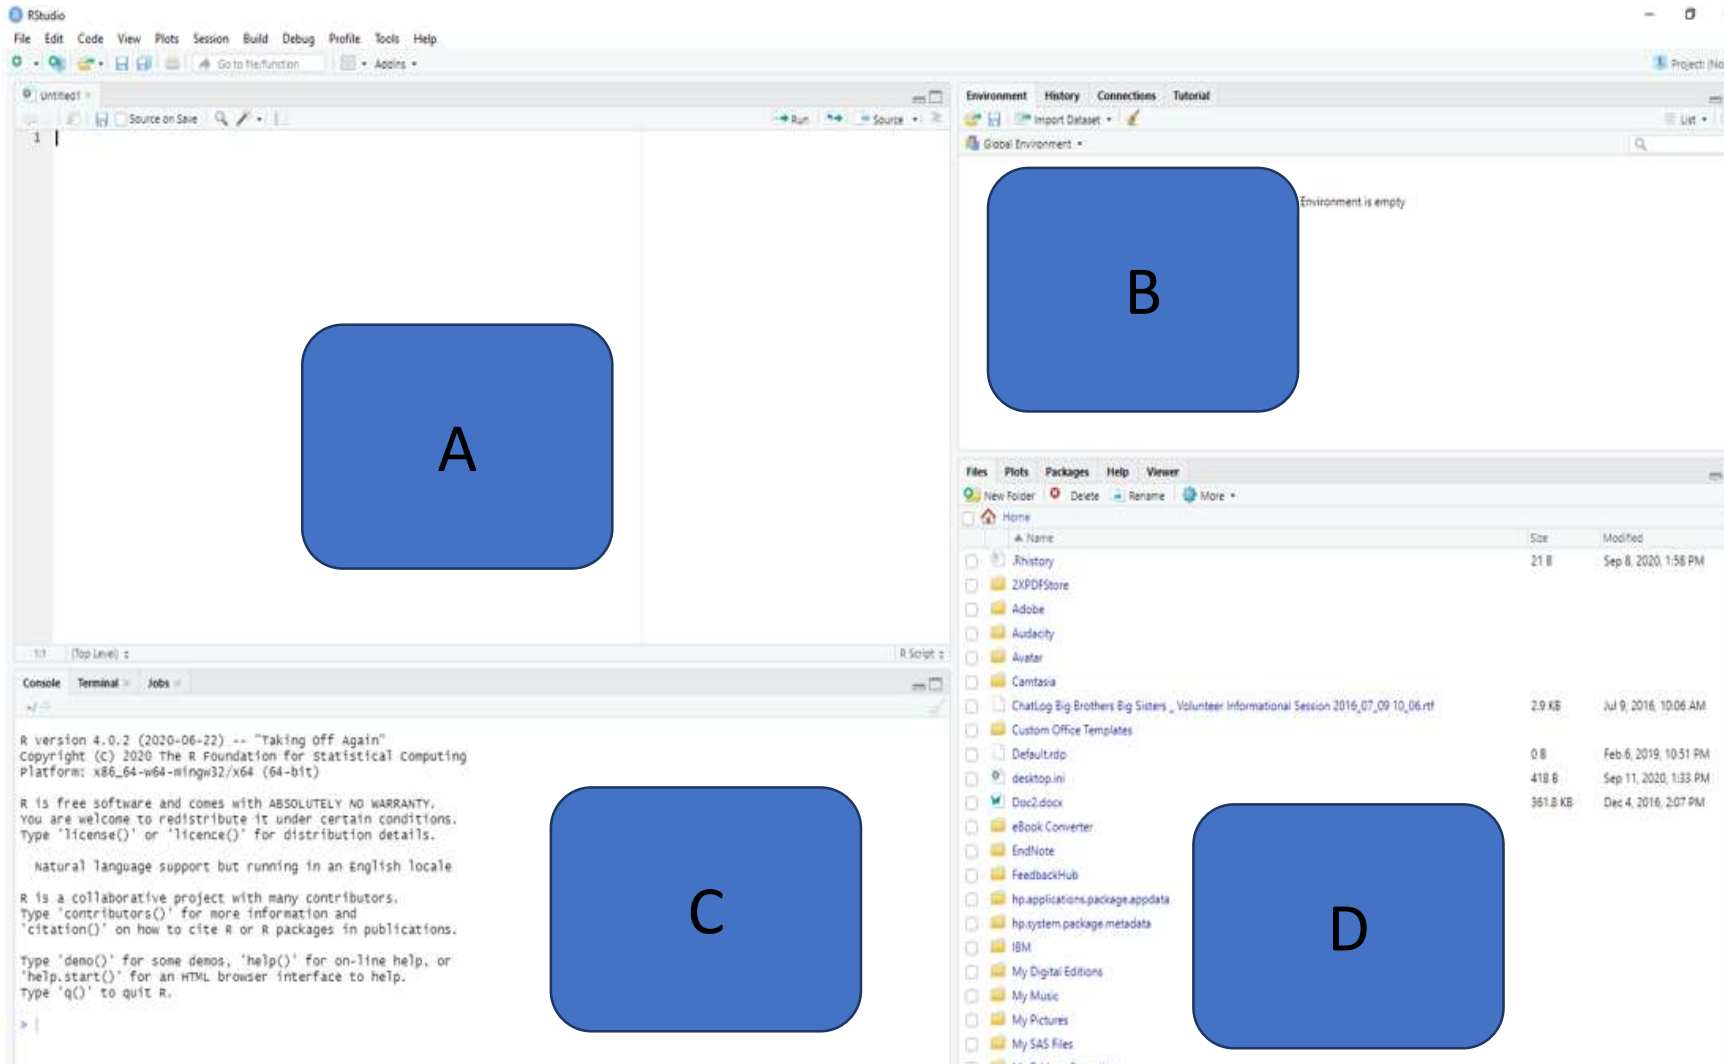 RStudio
File Edit Code View Plots Session Build Debug Profile Tools Help
Go to file/function Addins
Project: (No
Untitled1
Source on Save Run Source
1
A
1:1 (Top Level) R Script
Console Terminal Jobs
~/
R version 4.0.2 (2020-06-22) -- "Taking Off Again"
Copyright (C) 2020 The R Foundation for Statistical Computing
Platform: x86_64-w64-mingw32/x64 (64-bit)
R is free software and comes with ABSOLUTELY NO WARRANTY.
You are welcome to redistribute it under certain conditions.
Type 'license()' or 'licence()' for distribution details.
Natural language support but running in an English locale
R is a collaborative project with many contributors.
Type 'contributors()' for more information and
'citation()' on how to cite R or R packages in publications.
Type 'demo()' for some demos, 'help()' for on-line help, or
'help.start()' for an HTML browser interface to help.
Type 'q()' to quit R.
>
C
Environment History Connections Tutorial
Import Dataset List
Global Environment
Environment is empty
B
Files Plots Packages Help Viewer
New Folder Delete Rename More
Home
Name Size Modified
.Rhistory 21 B Sep 8, 2020, 1:58 PM
2XPDFStore
Adobe
Audacity
Avatar
Camtasia
ChatLog Big Brothers Big Sisters _ Volunteer Informational Session 2016_07_09 10_06.rtf 2.9 KB Jul 9, 2016, 10:06 AM
Custom Office Templates
Default.rdp 0 B Feb 6, 2019, 10:51 PM
desktop.ini 418 B Sep 11, 2020, 1:33 PM
Doc2.docx 361.8 KB Dec 4, 2016, 2:07 PM
eBook Converter
EndNote
FeedbackHub
hp.applications.package.appdata
hp.system.package.metadata
IBM
My Digital Editions
My Music
My Pictures
My SAS Files
D